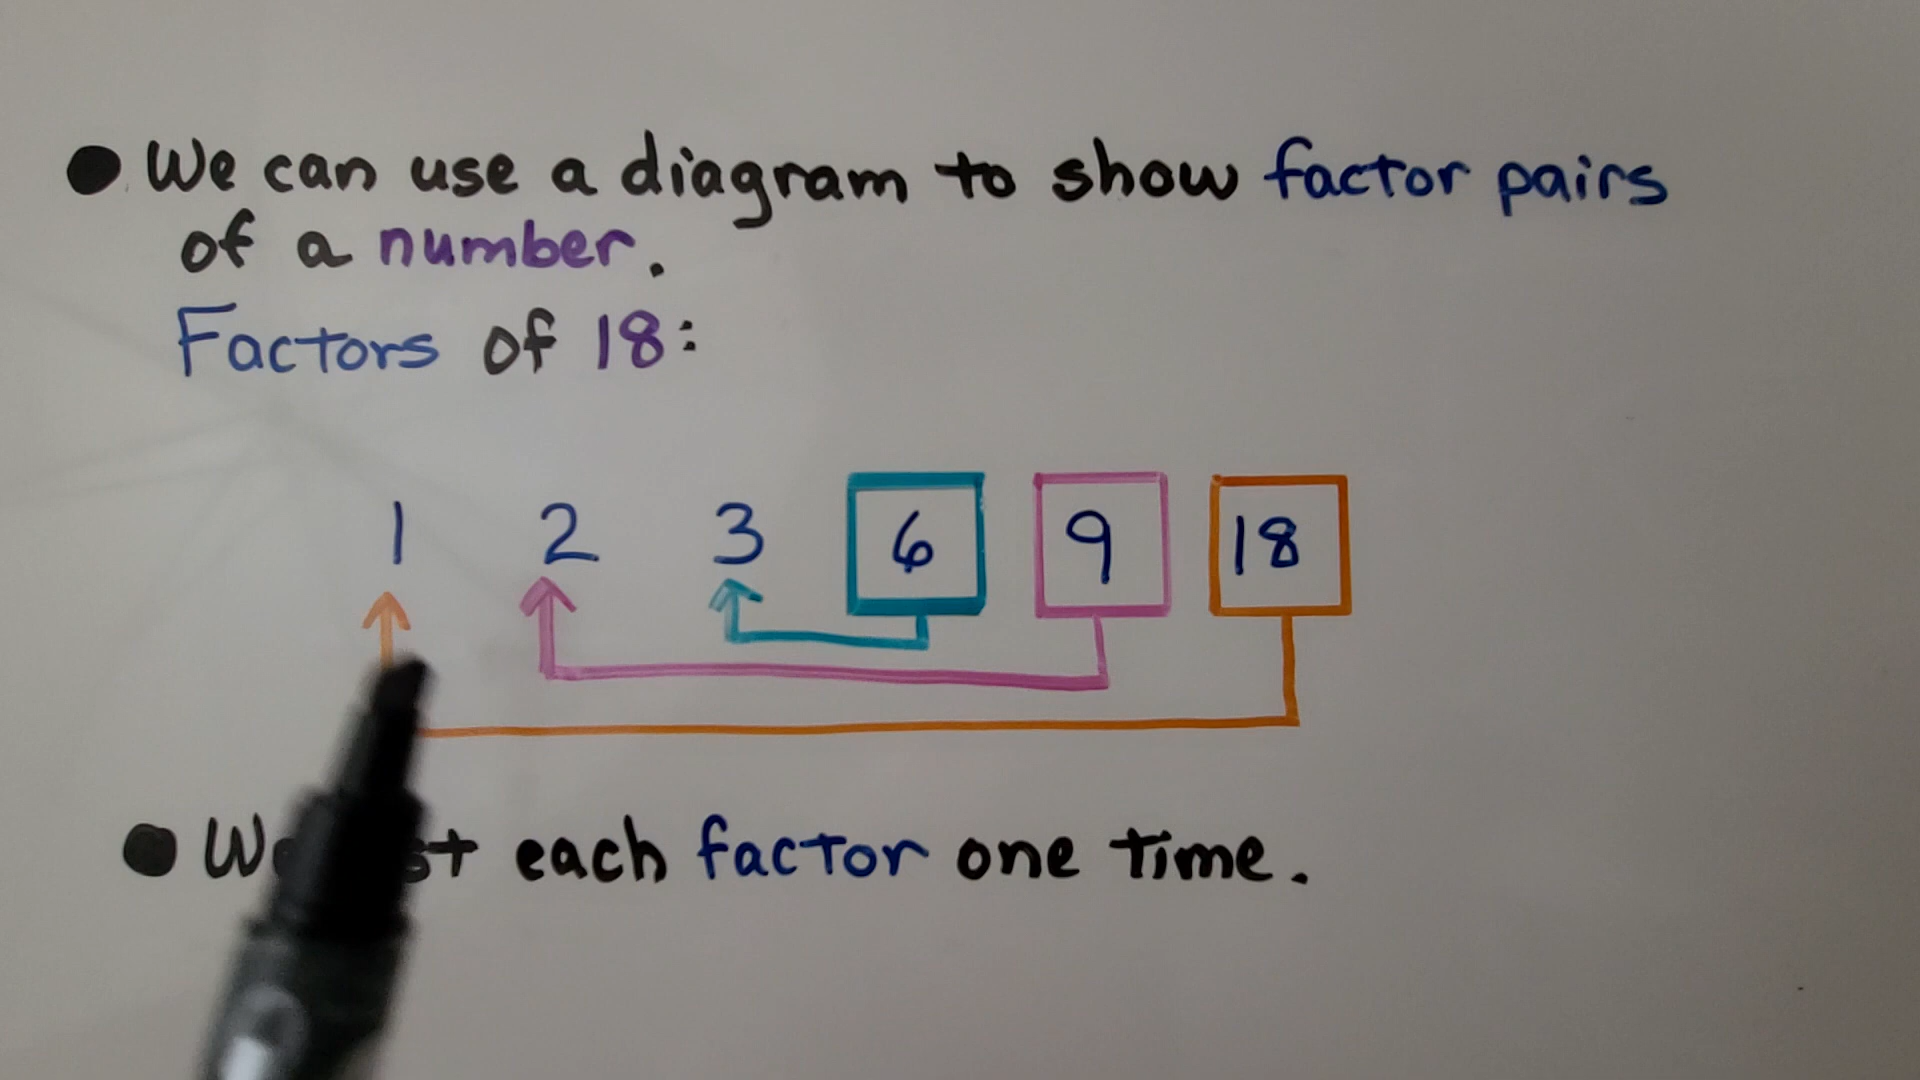 We can use a diagram to show factor pairs
of a number.
Factors of 18:
1 2 3 6 9 18
each factor one time.